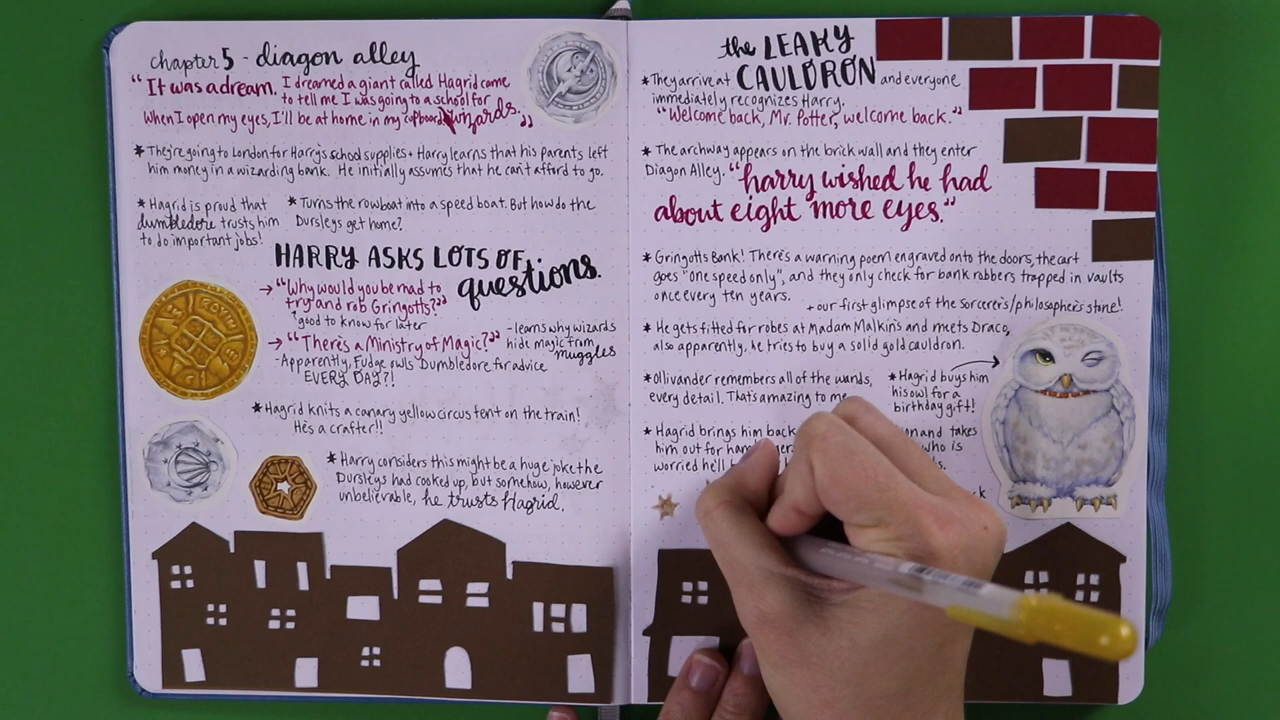 chapter 5 - diagon alley
"It was a dream. I dreamed a giant called Hagrid came
to tell me I was going to a school for
When I open my eyes, I'll be at home in my cupboard." wizards.
* They're going to London for Harry's school supplies + Harry learns that his parents left
him money in a wizarding bank. He initially assumes that he can't afford to go.
* Hagrid is proud that
dumbledore trusts him
to do important jobs!
* Turns the rowboat into a speed boat. But how do the
Dursleys get home?
HARRY ASKS LOTS OF
questions.
→ "Why would you be mad to
try and rob Gringotts?"
↑ good to know for later
→ "There's a Ministry of Magic?"
- Apparently, Fudge owls Dumbledore for advice
EVERY DAY?!
- learns why wizards
hide magic from
muggles
* Hagrid knits a canary yellow circus tent on the train!
He's a crafter!!
* Harry considers this might be a huge joke the
Dursleys had cooked up, but somehow, however
unbelievable, he trusts Hagrid.
the LEAKY
CAULDRON
* They arrive at and everyone
immediately recognizes Harry.
"Welcome back, Mr. Potter, welcome back."
* The archway appears on the brick wall and they enter
Diagon Alley. "harry wished he had
about eight more eyes."
* Gringotts Bank! There's a warning poem engraved onto the doors, the cart
goes "one speed only", and they only check for bank robbers trapped in vaults
once every ten years.
+ our first glimpse of the sorcerer's/philosopher's stone!
* He gets fitted for robes at Madam Malkin's and meets Draco,
also apparently, he tries to buy a solid gold cauldron.
* Ollivander remembers all of the wands,
every detail. That's amazing to me
* Hagrid buys him
his owl for a
birthday gift!
* Hagrid brings him back and takes
him out for who is
worried he'll